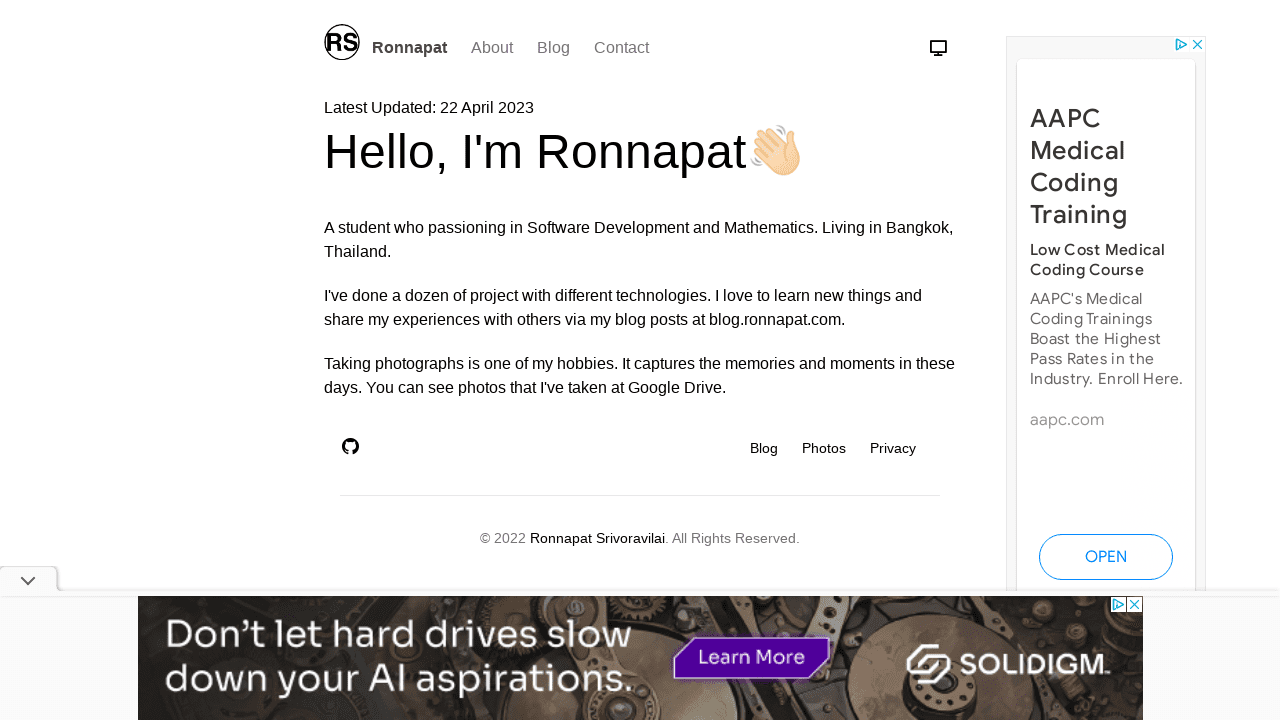 RS
Ronnapat About Blog Contact
Latest Updated: 22 April 2023
Hello, I'm Ronnapat👋🏻
A student who passioning in Software Development and Mathematics. Living in Bangkok,
Thailand.
I've done a dozen of project with different technologies. I love to learn new things and
share my experiences with others via my blog posts at blog.ronnapat.com.
Taking photographs is one of my hobbies. It captures the memories and moments in these
days. You can see photos that I've taken at Google Drive.
Blog Photos Privacy
© 2022 Ronnapat Srivoravilai. All Rights Reserved.
AAPC
Medical
Coding
Training
Low Cost Medical
Coding Course
AAPC's Medical
Coding Trainings
Boast the Highest
Pass Rates in the
Industry. Enroll Here.
aapc.com
OPEN
Don't let hard drives slow
down your AI aspirations.
Learn More
SOLIDIGM